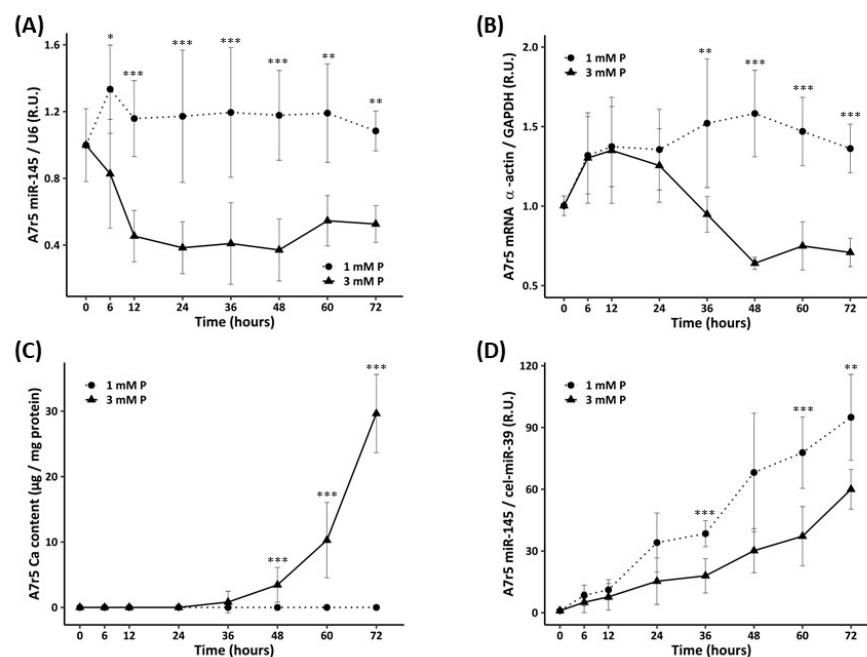 (A)
A7r5 miR-145 / U6 (R.U.)
1.6
1.2
0.8
0.4
* *** *** *** *** ** **
1 mM P
3 mM P
0 6 12 24 36 48 60 72
Time (hours)
(B)
A7r5 mRNA α -actin / GAPDH (R.U.)
2.0
1.5
1.0
0.5
1 mM P
3 mM P
** *** *** ***
0 6 12 24 36 48 60 72
Time (hours)
(C)
A7r5 Ca content (µg / mg protein)
30
20
10
0
1 mM P
3 mM P
*** *** ***
0 6 12 24 36 48 60 72
Time (hours)
(D)
A7r5 miR-145 / cel-miR-39 (R.U.)
120
90
60
30
0
1 mM P
3 mM P
*** *** **
0 6 12 24 36 48 60 72
Time (hours)